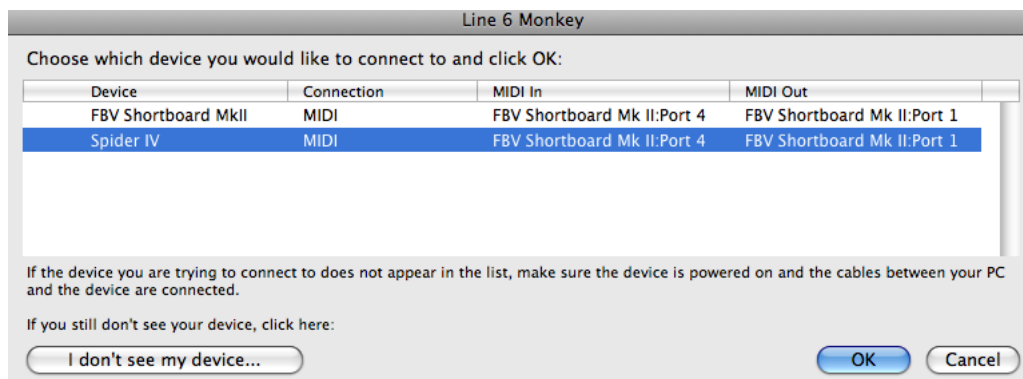 Line 6 Monkey
Choose which device you would like to connect to and click OK:
Device Connection MIDI In MIDI Out
FBV Shortboard MkII MIDI FBV Shortboard Mk II:Port 4 FBV Shortboard Mk II:Port 1
Spider IV MIDI FBV Shortboard Mk II:Port 4 FBV Shortboard Mk II:Port 1
If the device you are trying to connect to does not appear in the list, make sure the device is powered on and the cables between your PC
and the device are connected.
If you still don't see your device, click here:
I don't see my device... OK Cancel